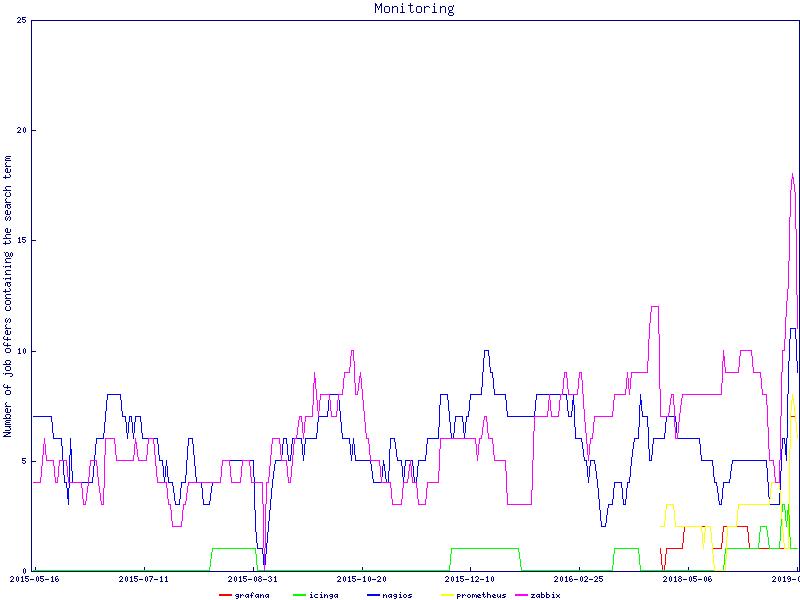 Monitoring
Number of job offers containing the search term
25
20
15
10
5
0
2015-05-16 2015-07-11 2015-08-31 2015-10-20 2015-12-10 2016-02-25 2018-05-06 2019-0
grafana icinga nagios prometheus zabbix